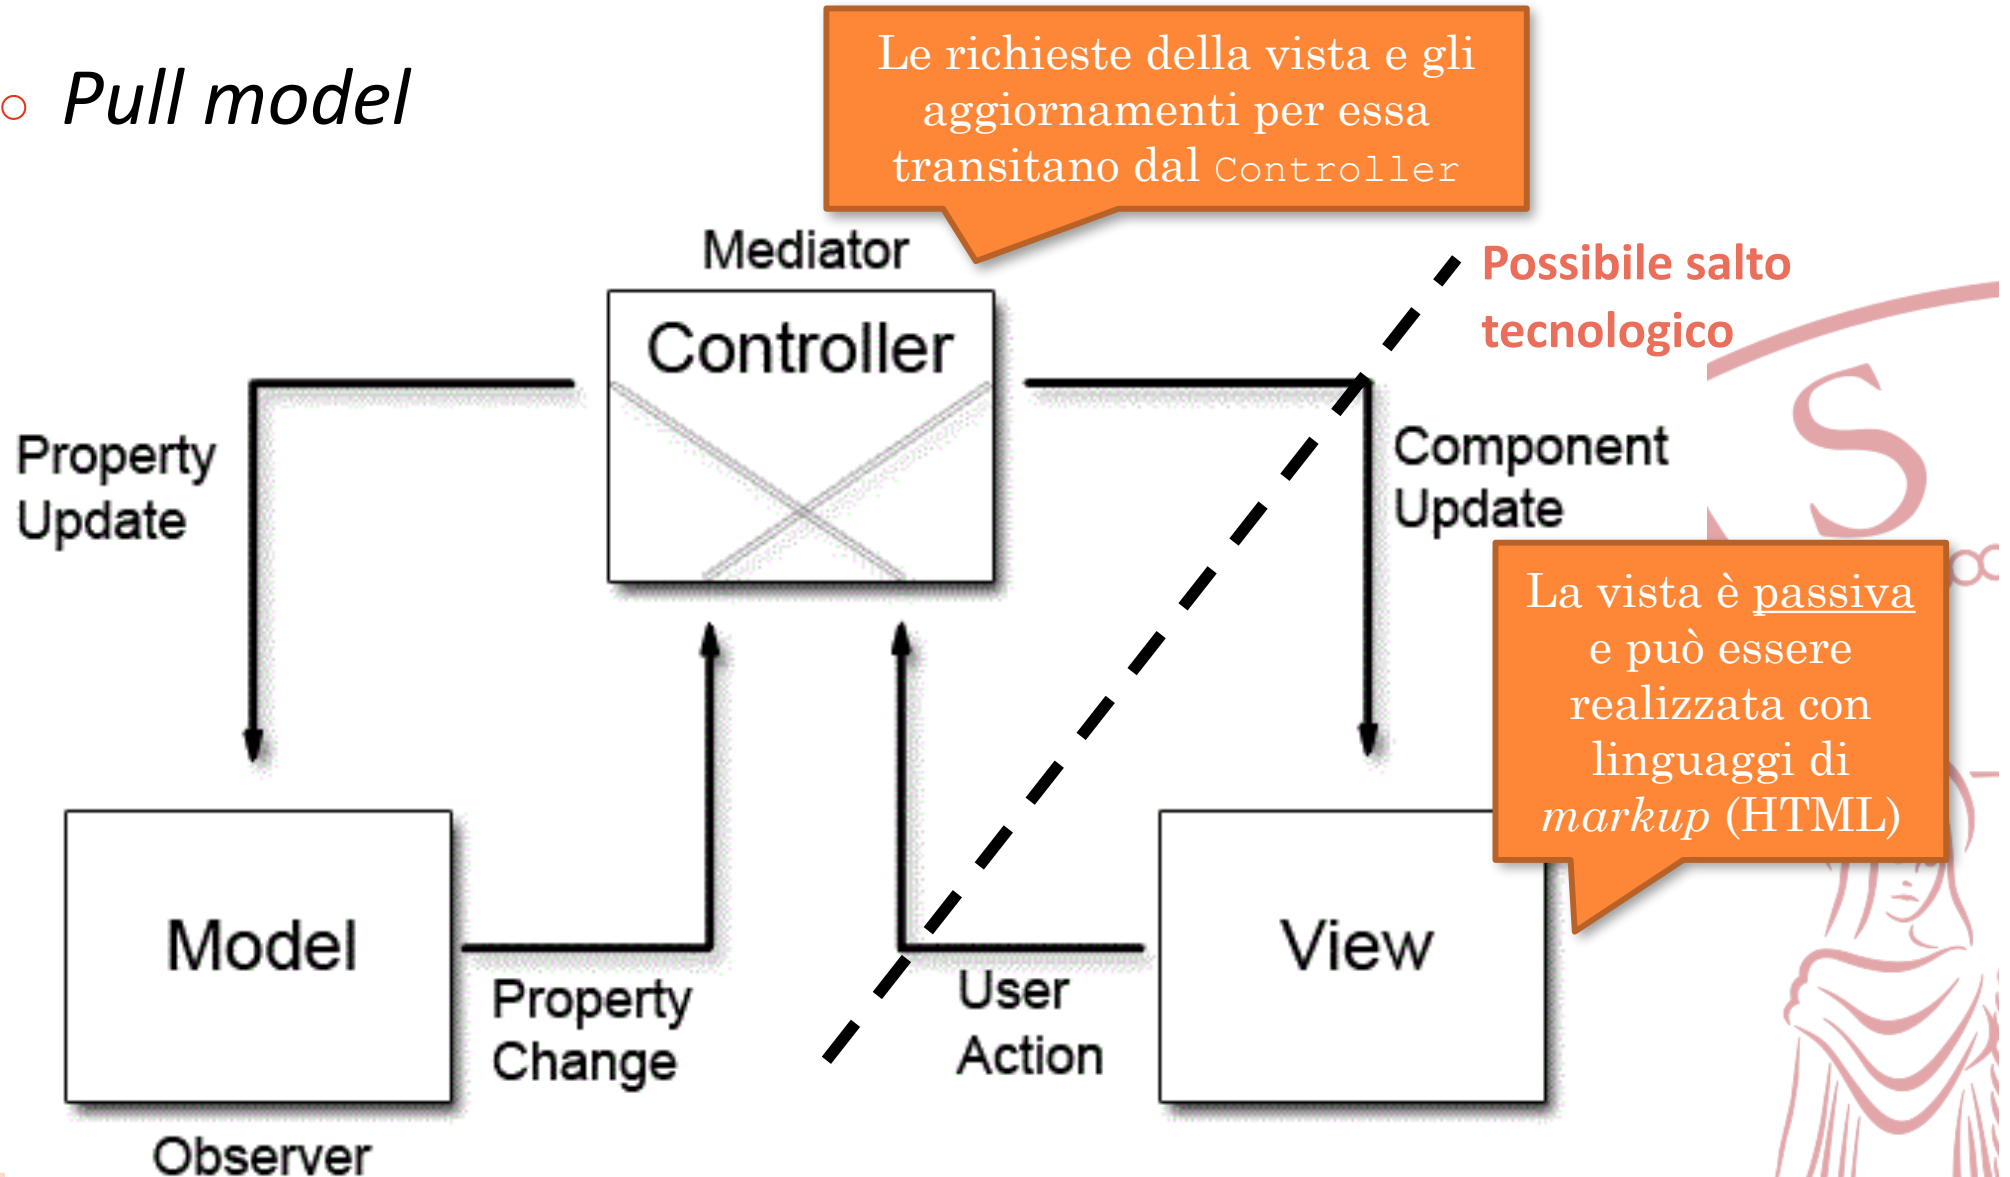 Pull model
Le richieste della vista e gli
aggiornamenti per essa
transitano dal Controller
Mediator
Controller
Possibile salto
tecnologico
Property
Update
Component
Update
La vista è passiva
e può essere
realizzata con
linguaggi di
markup (HTML)
Model
Property
Change
User
Action
View
Observer
S